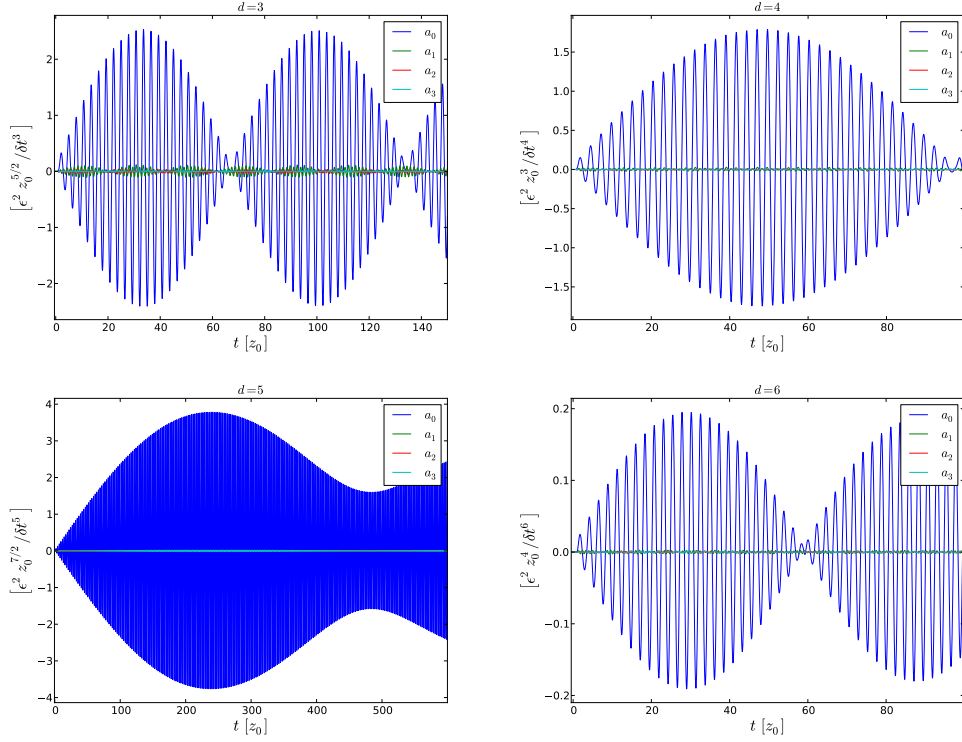 d=3
2
1
0
−1
−2
[ϵ² z₀^{5/2}/δt³]
0 20 40 60 80 100 120 140
t [z₀]
a₀
a₁
a₂
a₃
d=4
1.5
1.0
0.5
0.0
−0.5
−1.0
−1.5
[ϵ² z₀³/δt⁴]
0 20 40 60 80
t [z₀]
a₀
a₁
a₂
a₃
d=5
4
3
2
1
0
−1
−2
−3
−4
[ϵ² z₀^{7/2}/δt⁵]
0 100 200 300 400 500
t [z₀]
a₀
a₁
a₂
a₃
d=6
0.2
0.1
0.0
−0.1
−0.2
[ϵ² z₀⁴/δt⁶]
0 20 40 60 80
t [z₀]
a₀
a₁
a₂
a₃